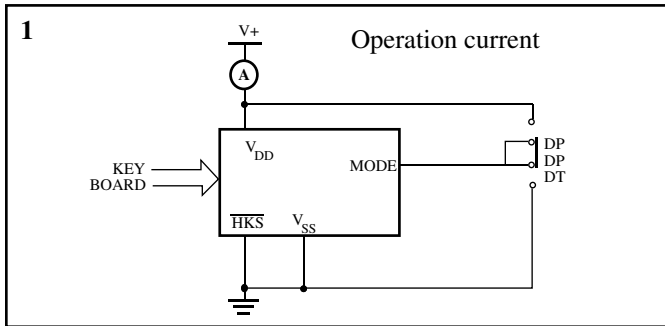 1
V+
Operation current
A
VDD
MODE
DP
DP
DT
KEY
BOARD
HKS
VSS